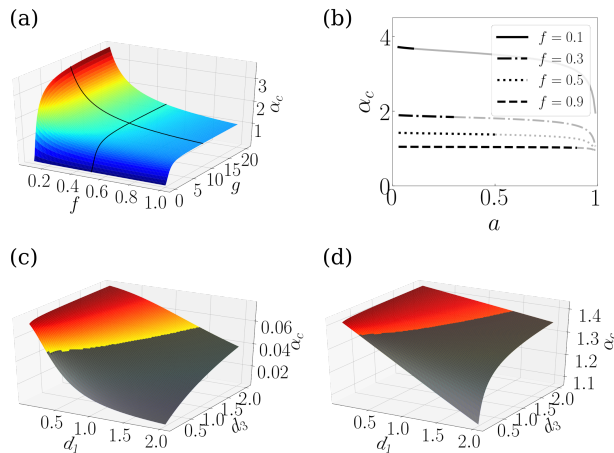 (a)
3
2
1
α_c
0.2 0.4 0.6 0.8 1.0
f
0 5 10 15 20
g
(b)
4
2
0
α_c
0 0.5 1
a
f = 0.1
f = 0.3
f = 0.5
f = 0.9
(c)
0.06
0.04
0.02
α_c
0.5 1.0 1.5 2.0
d_1
0.5 1.0 1.5 2.0
d_3
(d)
1.4
1.3
1.2
1.1
α_c
0.5 1.0 1.5 2.0
d_1
0.5 1.0 1.5 2.0
d_3